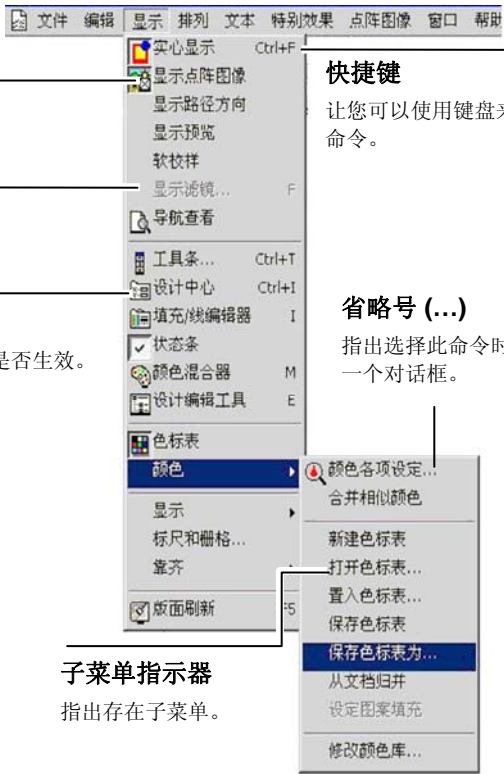 文件 编辑 显示 排列 文本 特别效果 点阵图像 窗口 帮助
实心显示 Ctrl+F
显示点阵图像
显示路径方向
显示预览
软校样
显示滤镜... F
导航查看
工具条... Ctrl+T
设计中心 Ctrl+I
填充/线编辑器 I
状态条
颜色混合器 M
设计编辑工具 E
色标表
颜色
显示
标尺和栅格...
靠齐
版面刷新 F5
快捷键
让您可以使用键盘来
命令。
省略号 (...)
指出选择此命令时
一个对话框。
是否生效。
颜色各项设定...
合并相似颜色
新建色标表
打开色标表...
置入色标表...
保存色标表
保存色标表为...
从文档归并
设定图案填充
修改颜色库...
子菜单指示器
指出存在子菜单。